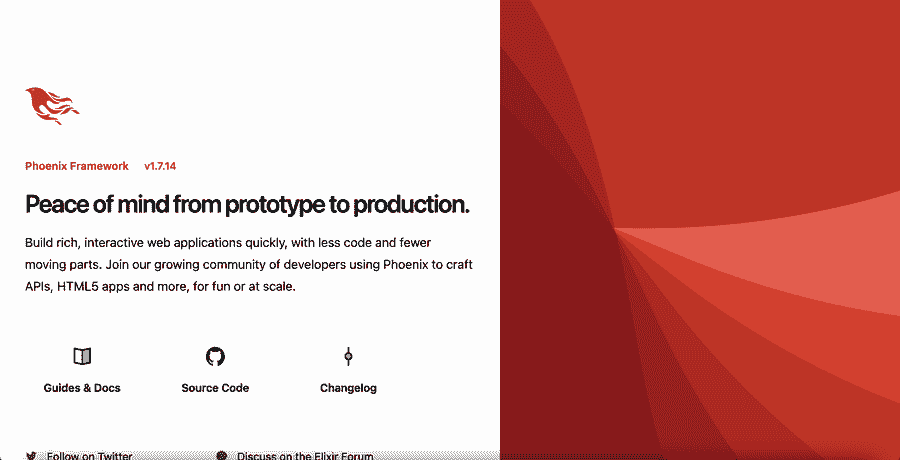 Phoenix Framework v1.7.14
Peace of mind from prototype to production.
Build rich, interactive web applications quickly, with less code and fewer
moving parts. Join our growing community of developers using Phoenix to craft
APIs, HTML5 apps and more, for fun or at scale.
Guides & Docs Source Code Changelog
Follow on Twitter Discuss on the Elixir Forum